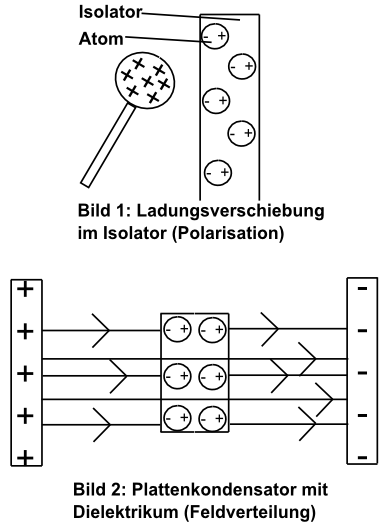 Isolator
Atom
- +
+ +
+ + +
+ +
- +
- +
- +
- +
Bild 1: Ladungsverschiebung
im Isolator (Polarisation)
+ -
+ - + - + -
+ - + - + -
+ - + - + -
+ -
Bild 2: Plattenkondensator mit
Dielektrikum (Feldverteilung)